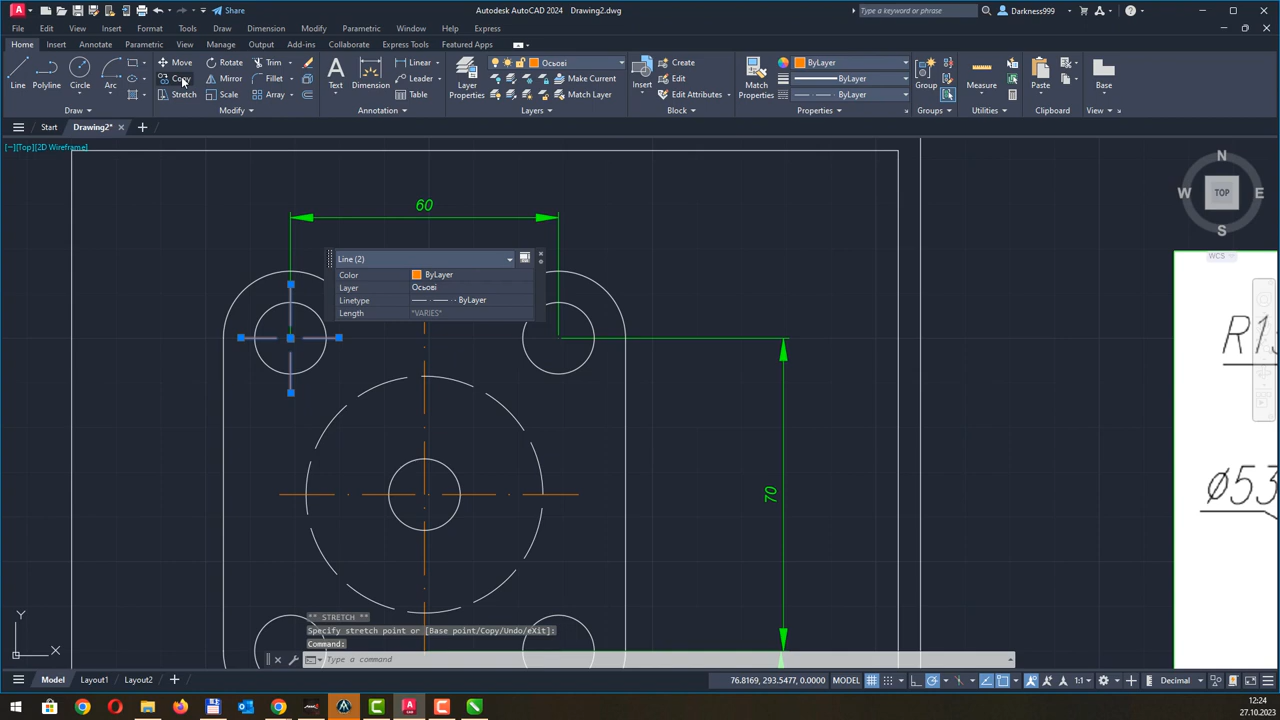 Share
Autodesk AutoCAD 2024 Drawing2.dwg
Type a keyword or phrase
Darkness999
File Edit View Insert Format Tools Draw Dimension Modify Parametric Window Help Express
Home Insert Annotate Parametric View Manage Output Add-ins Collaborate Express Tools Featured Apps
Line
Polyline
Circle
Arc
Draw
Move
Copy
Stretch
Rotate
Mirror
Scale
Trim
Fillet
Array
Modify
Text
Dimension
Linear
Leader
Table
Annotation
Layer
Properties
Осьові
Make Current
Match Layer
Layers
Insert
Create
Edit
Edit Attributes
Block
Match
Properties
ByLayer
ByLayer
ByLayer
Properties
Group
Groups
Measure
Utilities
Paste
Clipboard
Base
View
Start
Drawing2*
[−][Top][2D Wireframe]
N
W TOP E
S
WCS
60
Line (2)
Color ByLayer
Layer Осьові
Linetype ByLayer
Length *VARIES*
70
ø53
** STRETCH **
Specify stretch point or [Base point/Copy/Undo/eXit]:
Command:
Type a command
Y
X
Model Layout1 Layout2
76.8169, 293.5477, 0.0000 MODEL
Decimal
12:24
27.10.2023